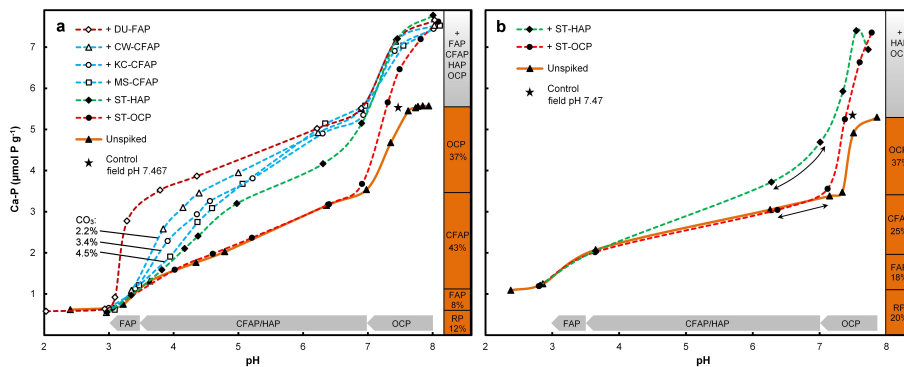 a
+ DU-FAP
+ CW-CFAP
+ KC-CFAP
+ MS-CFAP
+ ST-HAP
+ ST-OCP
Unspiked
Control
field pH 7.467
CO₃:
2.2%
3.4%
4.5%
Ca-P (µmol P g⁻¹)
7
6
5
4
3
2
1
FAP
CFAP/HAP
OCP
2
3
4
5
6
7
8
pH
+
FAP
CFAP
HAP
OCP
OCP
37%
CFAP
43%
FAP
8%
RP
12%
b
+ ST-HAP
+ ST-OCP
Unspiked
Control
field pH 7.47
FAP
CFAP/HAP
OCP
2
3
4
5
6
7
8
pH
+
37%
25%
FAP
18%
RP
20%